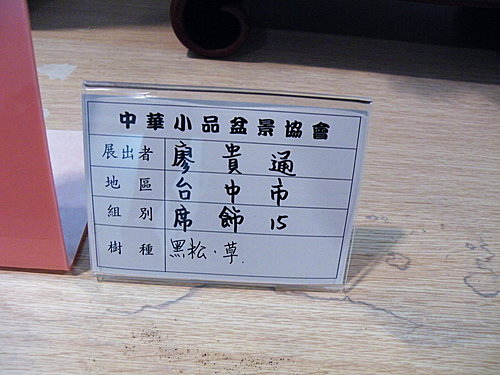 中華小品盆景協會
展出者 廖貴通
地區 台中市
組別 席飾 15
樹種 黑松.草.